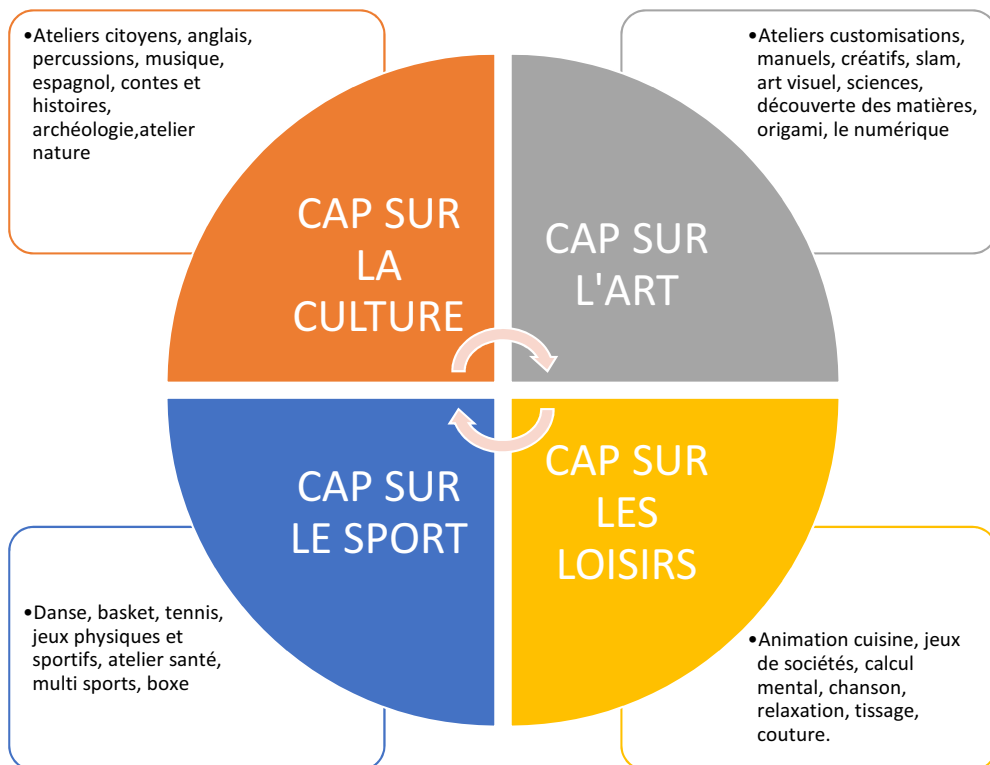 •Ateliers citoyens, anglais,
percussions, musique,
espagnol, contes et
histoires,
archéologie,atelier
nature
•Ateliers customisations,
manuels, créatifs, slam,
art visuel, sciences,
découverte des matières,
origami, le numérique
CAP SUR
LA
CULTURE
CAP SUR
L'ART
CAP SUR
LE SPORT
CAP SUR
LES
LOISIRS
•Danse, basket, tennis,
jeux physiques et
sportifs, atelier santé,
multi sports, boxe
•Animation cuisine, jeux
de sociétés, calcul
mental, chanson,
relaxation, tissage,
couture.